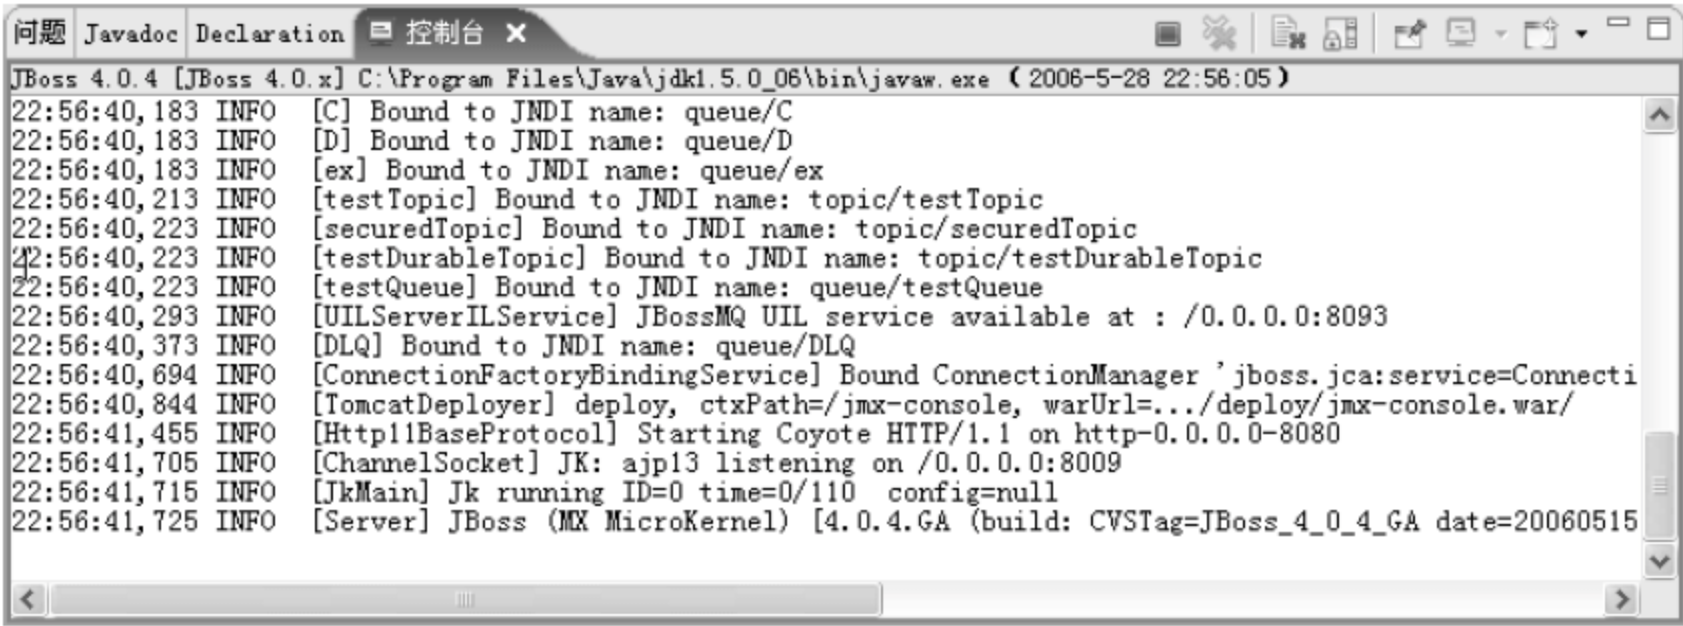 问题 Javadoc Declaration 控制台
JBoss 4.0.4 [JBoss 4.0.x] C:\Program Files\Java\jdk1.5.0_06\bin\javaw.exe (2006-5-28 22:56:05)
22:56:40,183 INFO  [C] Bound to JNDI name: queue/C
22:56:40,183 INFO  [D] Bound to JNDI name: queue/D
22:56:40,183 INFO  [ex] Bound to JNDI name: queue/ex
22:56:40,213 INFO  [testTopic] Bound to JNDI name: topic/testTopic
22:56:40,223 INFO  [securedTopic] Bound to JNDI name: topic/securedTopic
22:56:40,223 INFO  [testDurableTopic] Bound to JNDI name: topic/testDurableTopic
22:56:40,223 INFO  [testQueue] Bound to JNDI name: queue/testQueue
22:56:40,293 INFO  [UILServerILService] JBossMQ UIL service available at : /0.0.0.0:8093
22:56:40,373 INFO  [DLQ] Bound to JNDI name: queue/DLQ
22:56:40,694 INFO  [ConnectionFactoryBindingService] Bound ConnectionManager 'jboss.jca:service=Connecti
22:56:40,844 INFO  [TomcatDeployer] deploy, ctxPath=/jmx-console, warUrl=.../deploy/jmx-console.war/
22:56:41,455 INFO  [Http11BaseProtocol] Starting Coyote HTTP/1.1 on http-0.0.0.0-8080
22:56:41,705 INFO  [ChannelSocket] JK: ajp13 listening on /0.0.0.0:8009
22:56:41,715 INFO  [JkMain] Jk running ID=0 time=0/110  config=null
22:56:41,725 INFO  [Server] JBoss (MX MicroKernel) [4.0.4.GA (build: CVSTag=JBoss_4_0_4_GA date=20060515